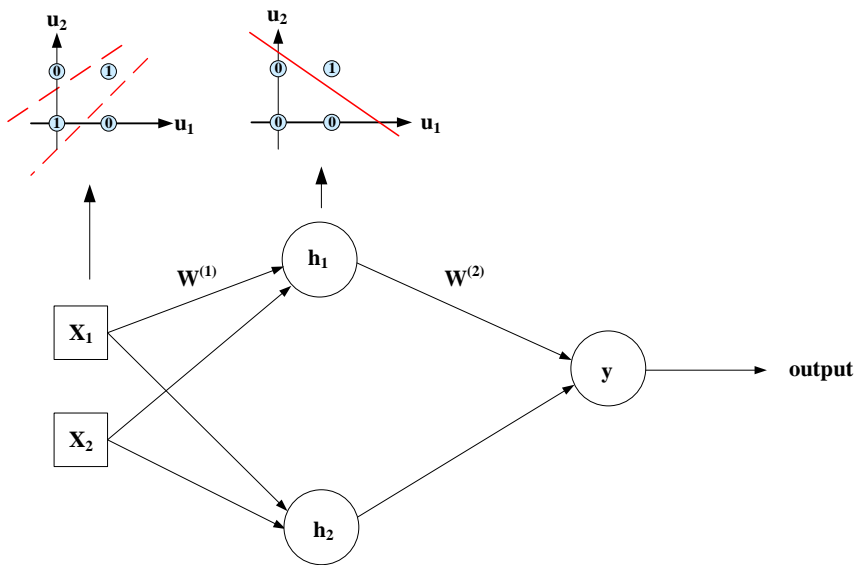 u₂
0 1
1 0
u₁
u₂
0 1
0 0
u₁
h₁
W⁽¹⁾
W⁽²⁾
X₁
y
output
X₂
h₂